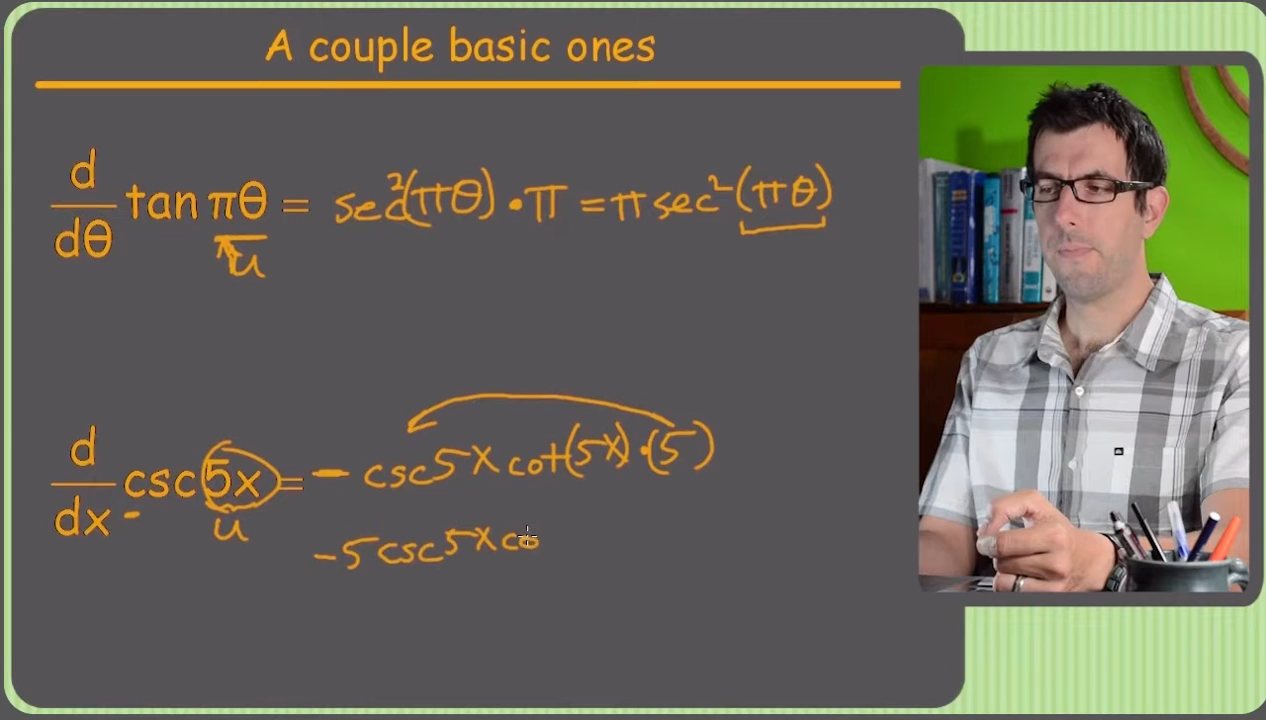 A couple basic ones
d/dθ tan πθ = sec²(πθ) · π = π sec²(πθ)
u
d/dx csc 5x = - csc 5x cot(5x) · (5)
u
-5 csc 5x co